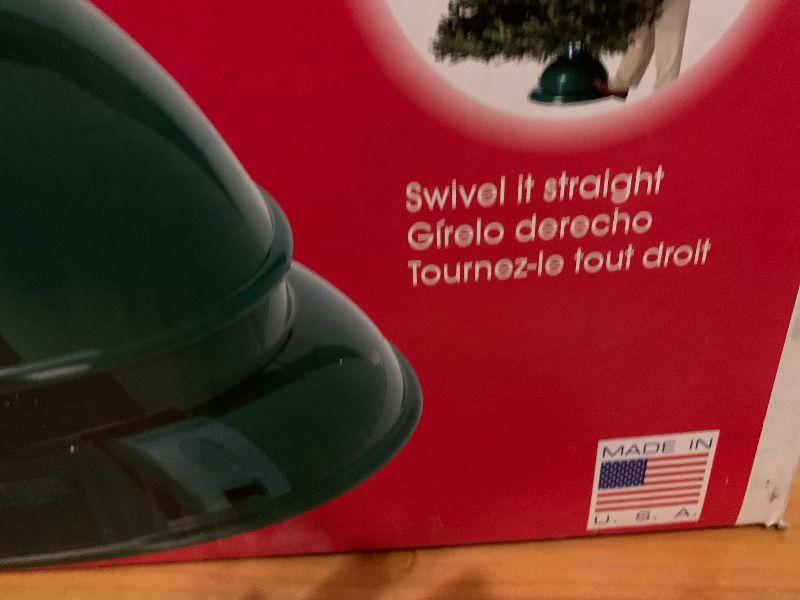 Swivel it straight
Gírelo derecho
Tournez-le tout droit
MADE IN
U. S. A.